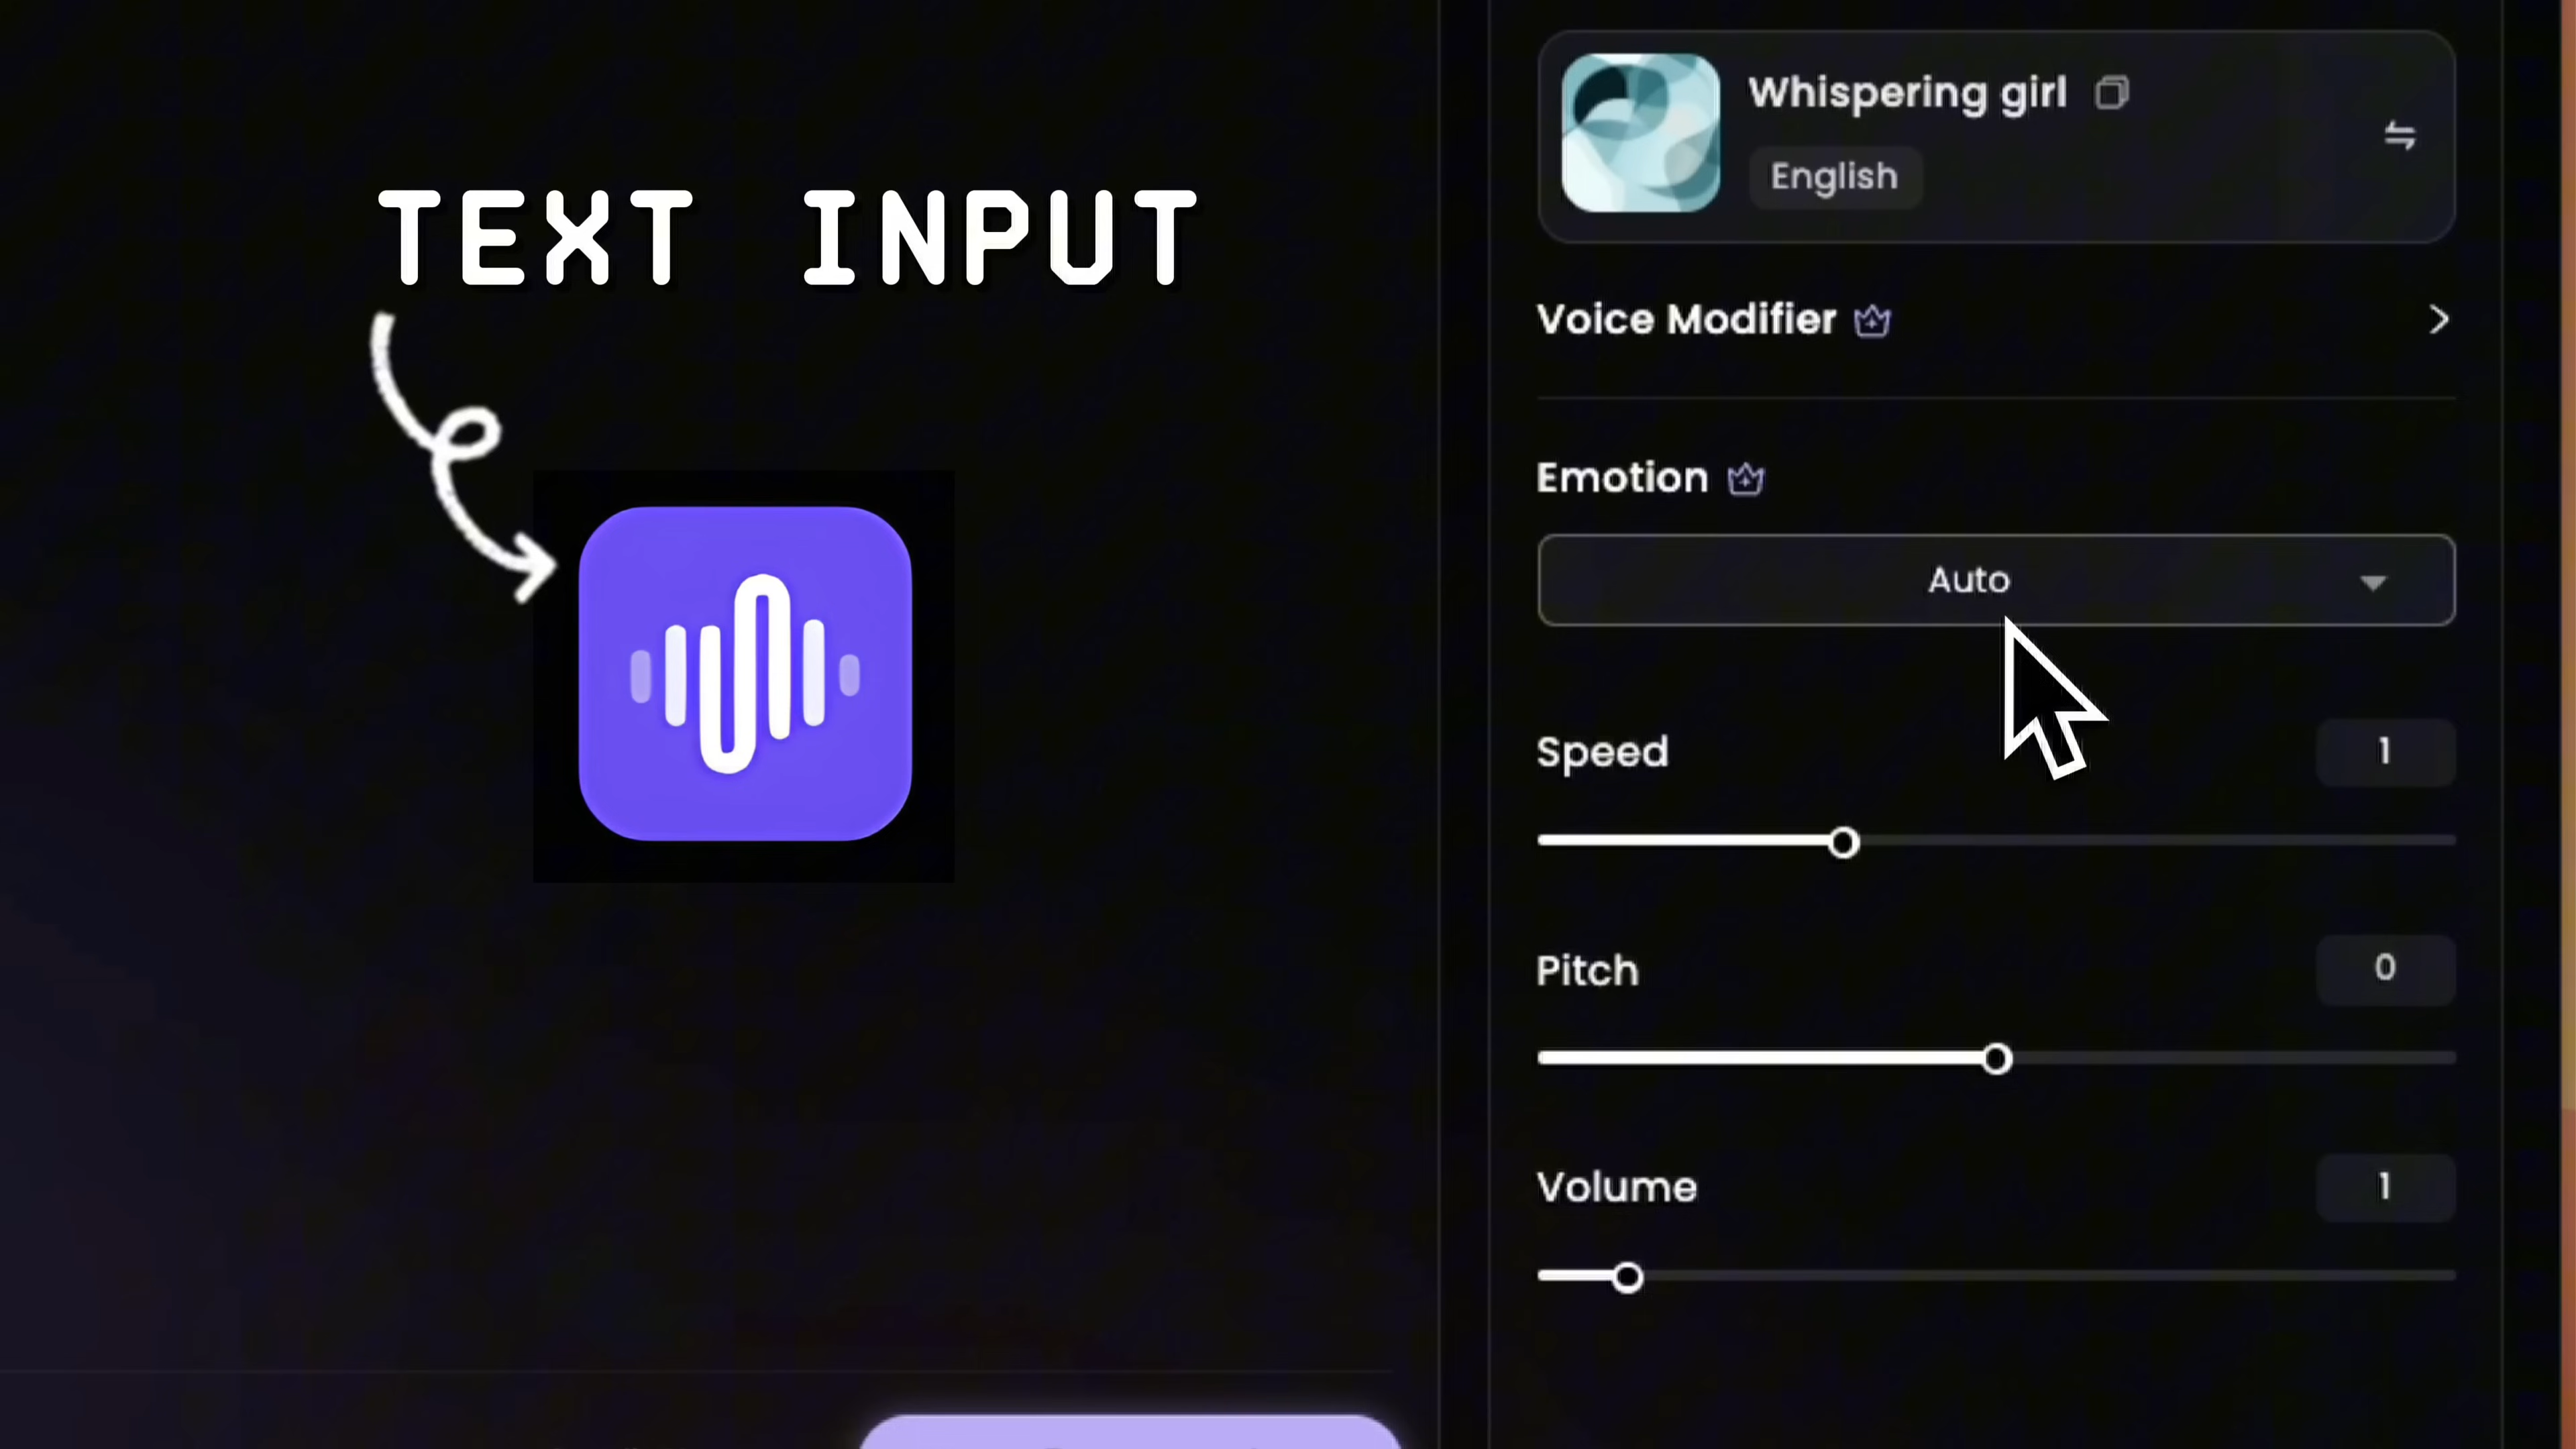 TEXT INPUT
Whispering girl
English
Voice Modifier
Emotion
Auto
Speed
1
Pitch
0
Volume
1